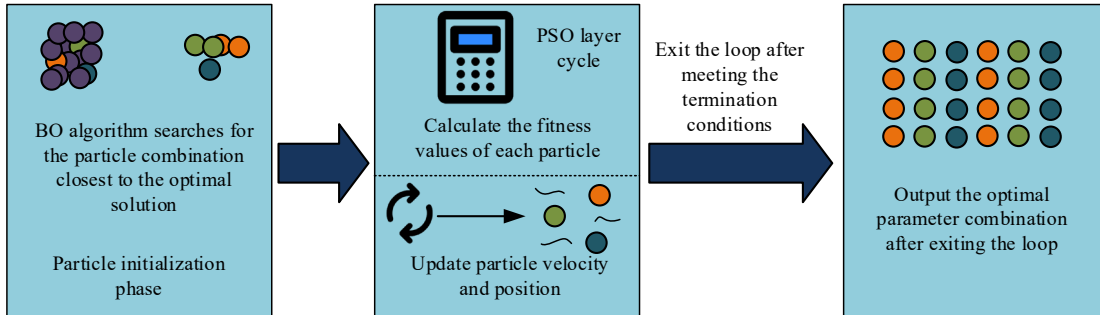 BO algorithm searches for
the particle combination
closest to the optimal
solution
Particle initialization
phase
PSO layer
cycle
Calculate the fitness
values of each particle
Update particle velocity
and position
Exit the loop after
meeting the
termination
conditions
Output the optimal
parameter combination
after exiting the loop